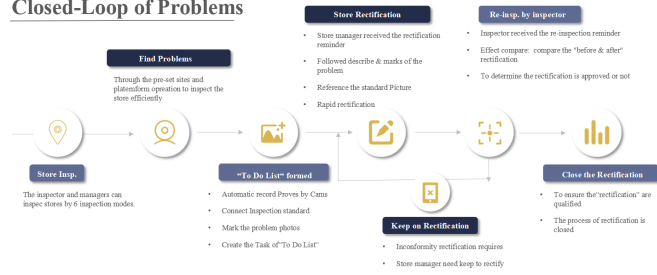 Closed-Loop of Problems
Store Rectification
• Store manager received the rectification
reminder
• Followed describe & marks of the
problem
• Reference the standard Picture
• Rapid rectification
Re-insp. by inspector
• Inspector received the re-inspection reminder
• Effect compare: compare the "before & after"
rectification
• To determine the rectification is approved or not
Find Problems
Through the pre-set sites and
platemform opreation to inspect the
store efficiently
Store Insp.
The inspector and managers can
inspec stores by 6 inspection modes.
"To Do List" formed
• Automatic record Proves by Cams
• Connect Inspection standard
• Mark the problem photos
• Create the Task of "To Do List"
Keep on Rectification
• Inconformity rectification requires
• Store manager need keep to rectify
Close the Rectification
• To ensure the "rectification" are
qualified
• The process of rectification is
closed